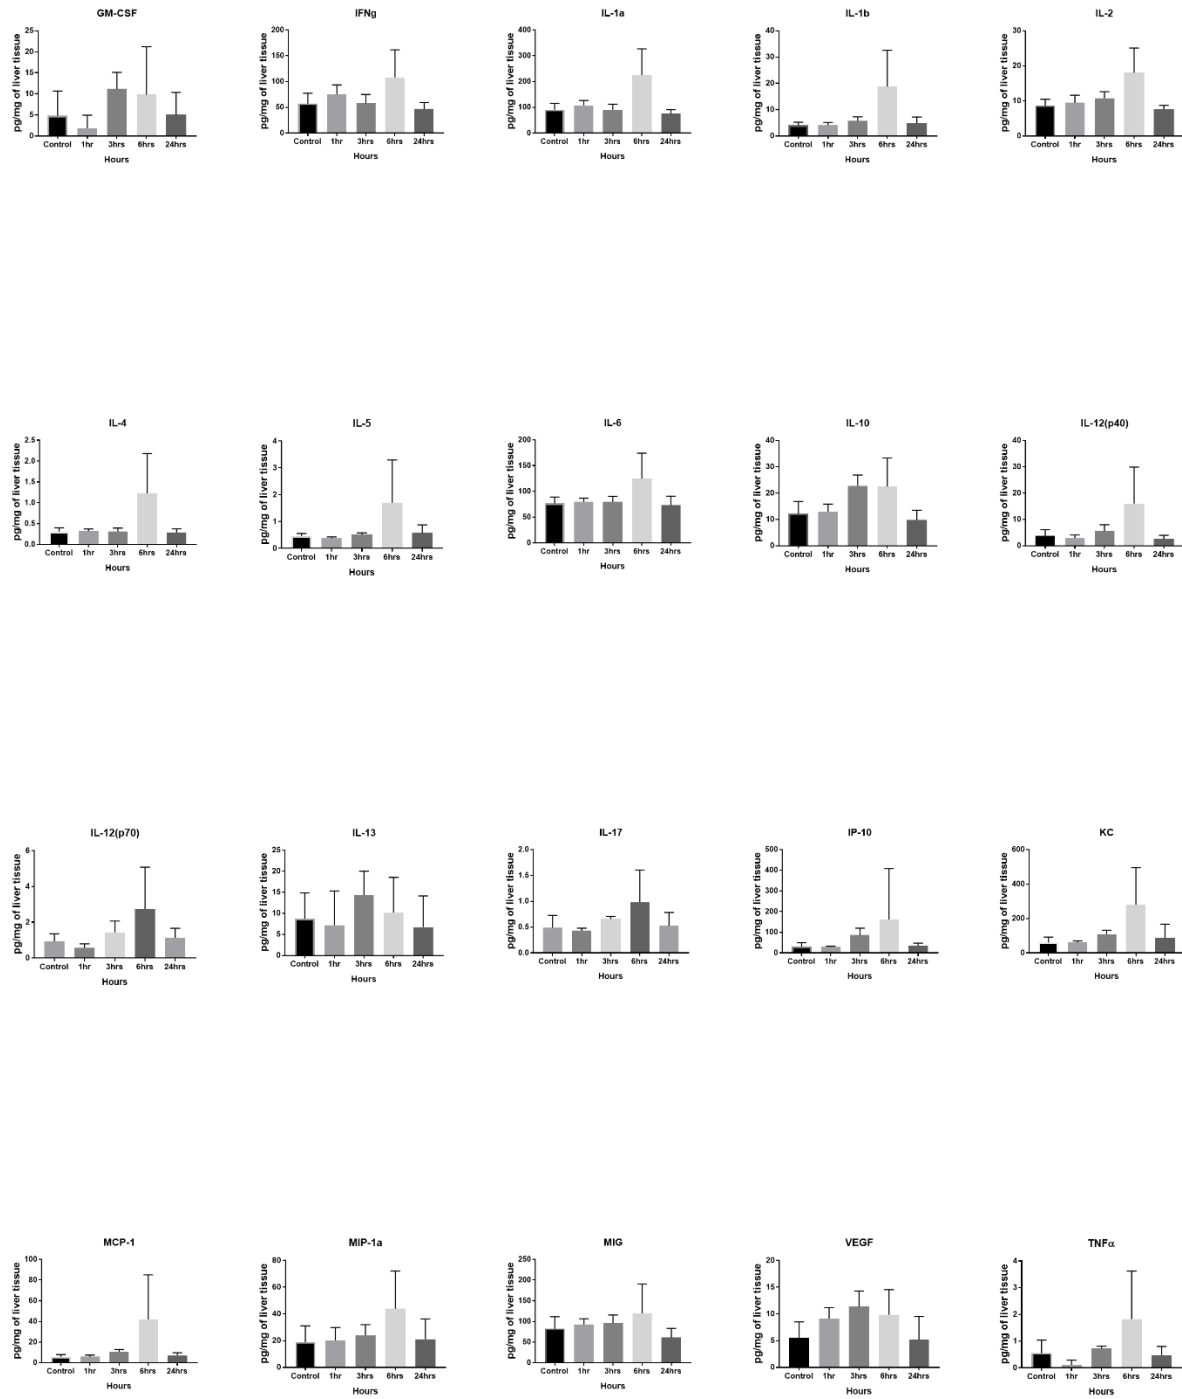 GM-CSF
pg/mg of liver tissue
25
20
15
10
5
0
Control 1hr 3hrs 6hrs 24hrs
Hours
IFNg
pg/mg of liver tissue
200
150
100
50
0
Control 1hr 3hrs 6hrs 24hrs
Hours
IL-1a
pg/mg of liver tissue
400
300
200
100
0
Control 1hr 3hrs 6hrs 24hrs
Hours
IL-1b
pg/mg of liver tissue
40
30
20
10
0
Control 1hr 3hrs 6hrs 24hrs
Hours
IL-2
pg/mg of liver tissue
30
20
10
0
Control 1hr 3hrs 6hrs 24hrs
Hours
IL-4
pg/mg of liver tissue
2.5
2.0
1.5
1.0
0.5
0.0
Control 1hr 3hrs 6hrs 24hrs
Hours
IL-5
pg/mg of liver tissue
4
3
2
1
0
Control 1hr 3hrs 6hrs 24hrs
Hours
IL-6
pg/mg of liver tissue
200
150
100
50
0
Control 1hr 3hrs 6hrs 24hrs
Hours
IL-10
pg/mg of liver tissue
40
30
20
10
0
Control 1hr 3hrs 6hrs 24hrs
Hours
IL-12(p40)
pg/mg of liver tissue
40
30
20
10
0
Control 1hr 3hrs 6hrs 24hrs
Hours
IL-12(p70)
pg/mg of liver tissue
6
4
2
0
Control 1hr 3hrs 6hrs 24hrs
Hours
IL-13
pg/mg of liver tissue
25
20
15
10
5
0
Control 1hr 3hrs 6hrs 24hrs
Hours
IL-17
pg/mg of liver tissue
2.0
1.5
1.0
0.5
0.0
Control 1hr 3hrs 6hrs 24hrs
Hours
IP-10
pg/mg of liver tissue
500
400
300
200
100
0
Control 1hr 3hrs 6hrs 24hrs
Hours
KC
pg/mg of liver tissue
600
400
200
0
Control 1hr 3hrs 6hrs 24hrs
Hours
MCP-1
pg/mg of liver tissue
100
80
60
40
20
0
Control 1hr 3hrs 6hrs 24hrs
Hours
MIP-1a
pg/mg of liver tissue
80
60
40
20
0
Control 1hr 3hrs 6hrs 24hrs
Hours
MIG
pg/mg of liver tissue
250
200
150
100
50
0
Control 1hr 3hrs 6hrs 24hrs
Hours
VEGF
pg/mg of liver tissue
20
15
10
5
0
Control 1hr 3hrs 6hrs 24hrs
Hours
TNFα
pg/mg of liver tissue
4
3
2
1
0
Control 1hr 3hrs 6hrs 24hrs
Hours